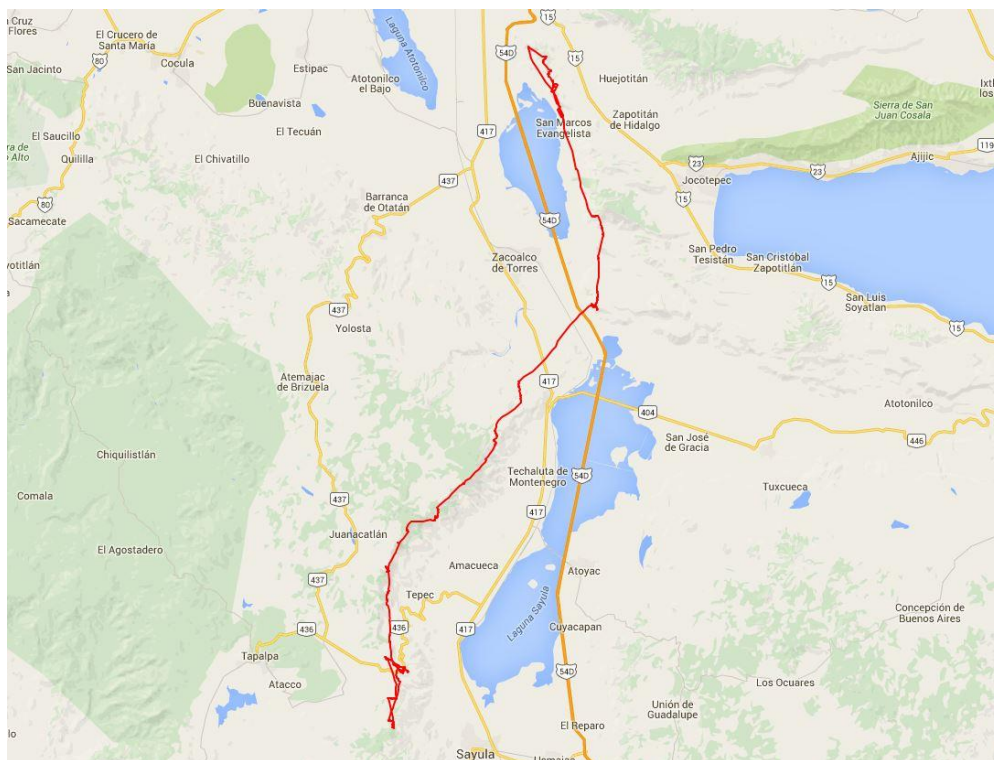 Cruz
Flores
El Crucero de
Santa María
80
Cocula
San Jacinto
Estipac
Laguna Atotonilco
Atotonilco
el Bajo
Buenavista
El Tecuán
15
54D
15
Huejotitán
Zapotitán
de Hidalgo
San Marcos
Evangelista
Sierra de San
Juan Cosala
119
Ajijic
23
23
Jocotepec
15
417
El Saucillo
Quililla
El Chivatillo
437
Barranca
de Otatán
80
Sacamecate
54D
Zacoalco
de Torres
San Pedro
Tesistán
San Cristóbal
Zapotitlán
15
San Luis
Soyatlan
15
437
Yolosta
Atemajac
de Brizuela
417
404
Atotonilco
446
San José
de Gracia
Chiquilistlán
Techaluta de
Montenegro
54D
Tuxcueca
Comala
437
417
Juanacatlán
El Agostadero
Amacueca
Atoyac
437
Tepec
Laguna Sayula
Concepción de
Buenos Aires
436
436
417
Cuyacapan
Tapalpa
Atacco
54D
Los Ocuares
Unión de
Guadalupe
El Reparo
Sayula